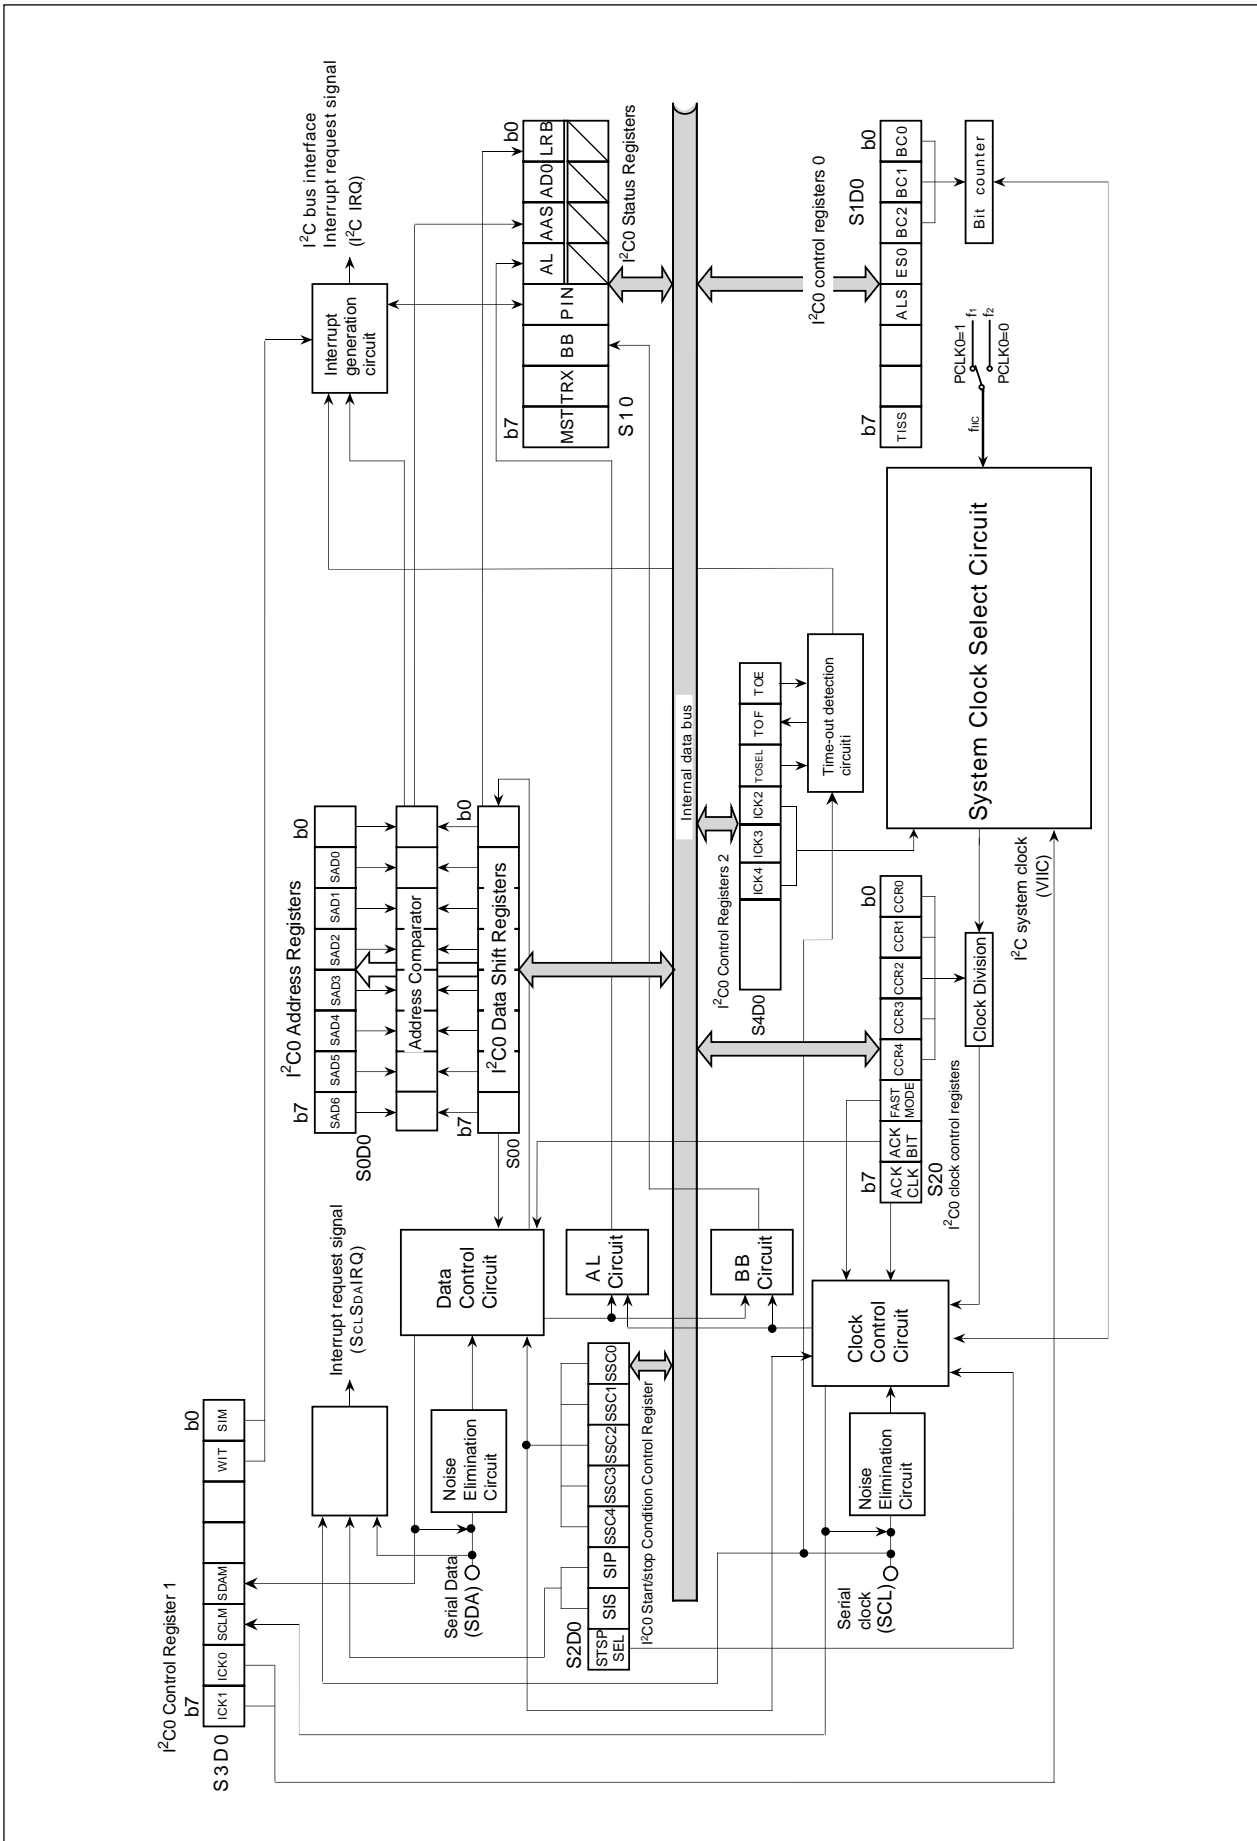 I²C0 Control Register 1
b7
b0
ICK1
ICK0
SCLM
SDAM
WIT
SIM
S3D0
Interrupt request signal
(SCLSDAIRQ)
I²C0 Address Registers
b7
b0
SAD6
SAD5
SAD4
SAD3
SAD2
SAD1
SAD0
S0D0
Address Comparator
b7
b0
I²C0 Data Shift Registers
S00
I²C bus interface
Interrupt request signal
(I²C IRQ)
Interrupt
generation
circuit
b7
b0
MST
TRX
BB
PIN
AL
AAS
AD0
LRB
S10
I²C0 Status Registers
Serial Data
(SDA)
Noise
Elimination
Circuit
Data
Control
Circuit
AL
Circuit
BB
Circuit
S2D0
STSP
SEL
SIS
SIP
SSC4
SSC3
SSC2
SSC1
SSC0
I²C0 Start/stop Condition Control Register
Internal data bus
I²C0 Control Registers 2
S4D0
ICK4
ICK3
ICK2
TOSEL
TOF
TOE
Time-out detection
circuiti
I²C0 control registers 0
S1D0
b7
b0
TISS
ALS
ES0
BC2
BC1
BC0
Bit counter
Serial
clock
(SCL)
Noise
Elimination
Circuit
Clock
Control
Circuit
b7
b0
ACK
CLK
ACK
BIT
FAST
MODE
CCR4
CCR3
CCR2
CCR1
CCR0
S20
I²C0 clock control registers
Clock Division
I²C system clock
(VIIC)
System Clock Select Circuit
fIIC
PCLK0=1
f1
f2
PCLK0=0